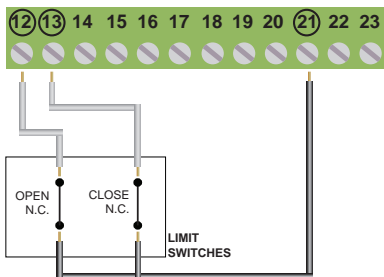 12 13 14 15 16 17 18 19 20 21 22 23
OPEN
N.C.
CLOSE
N.C.
LIMIT
SWITCHES